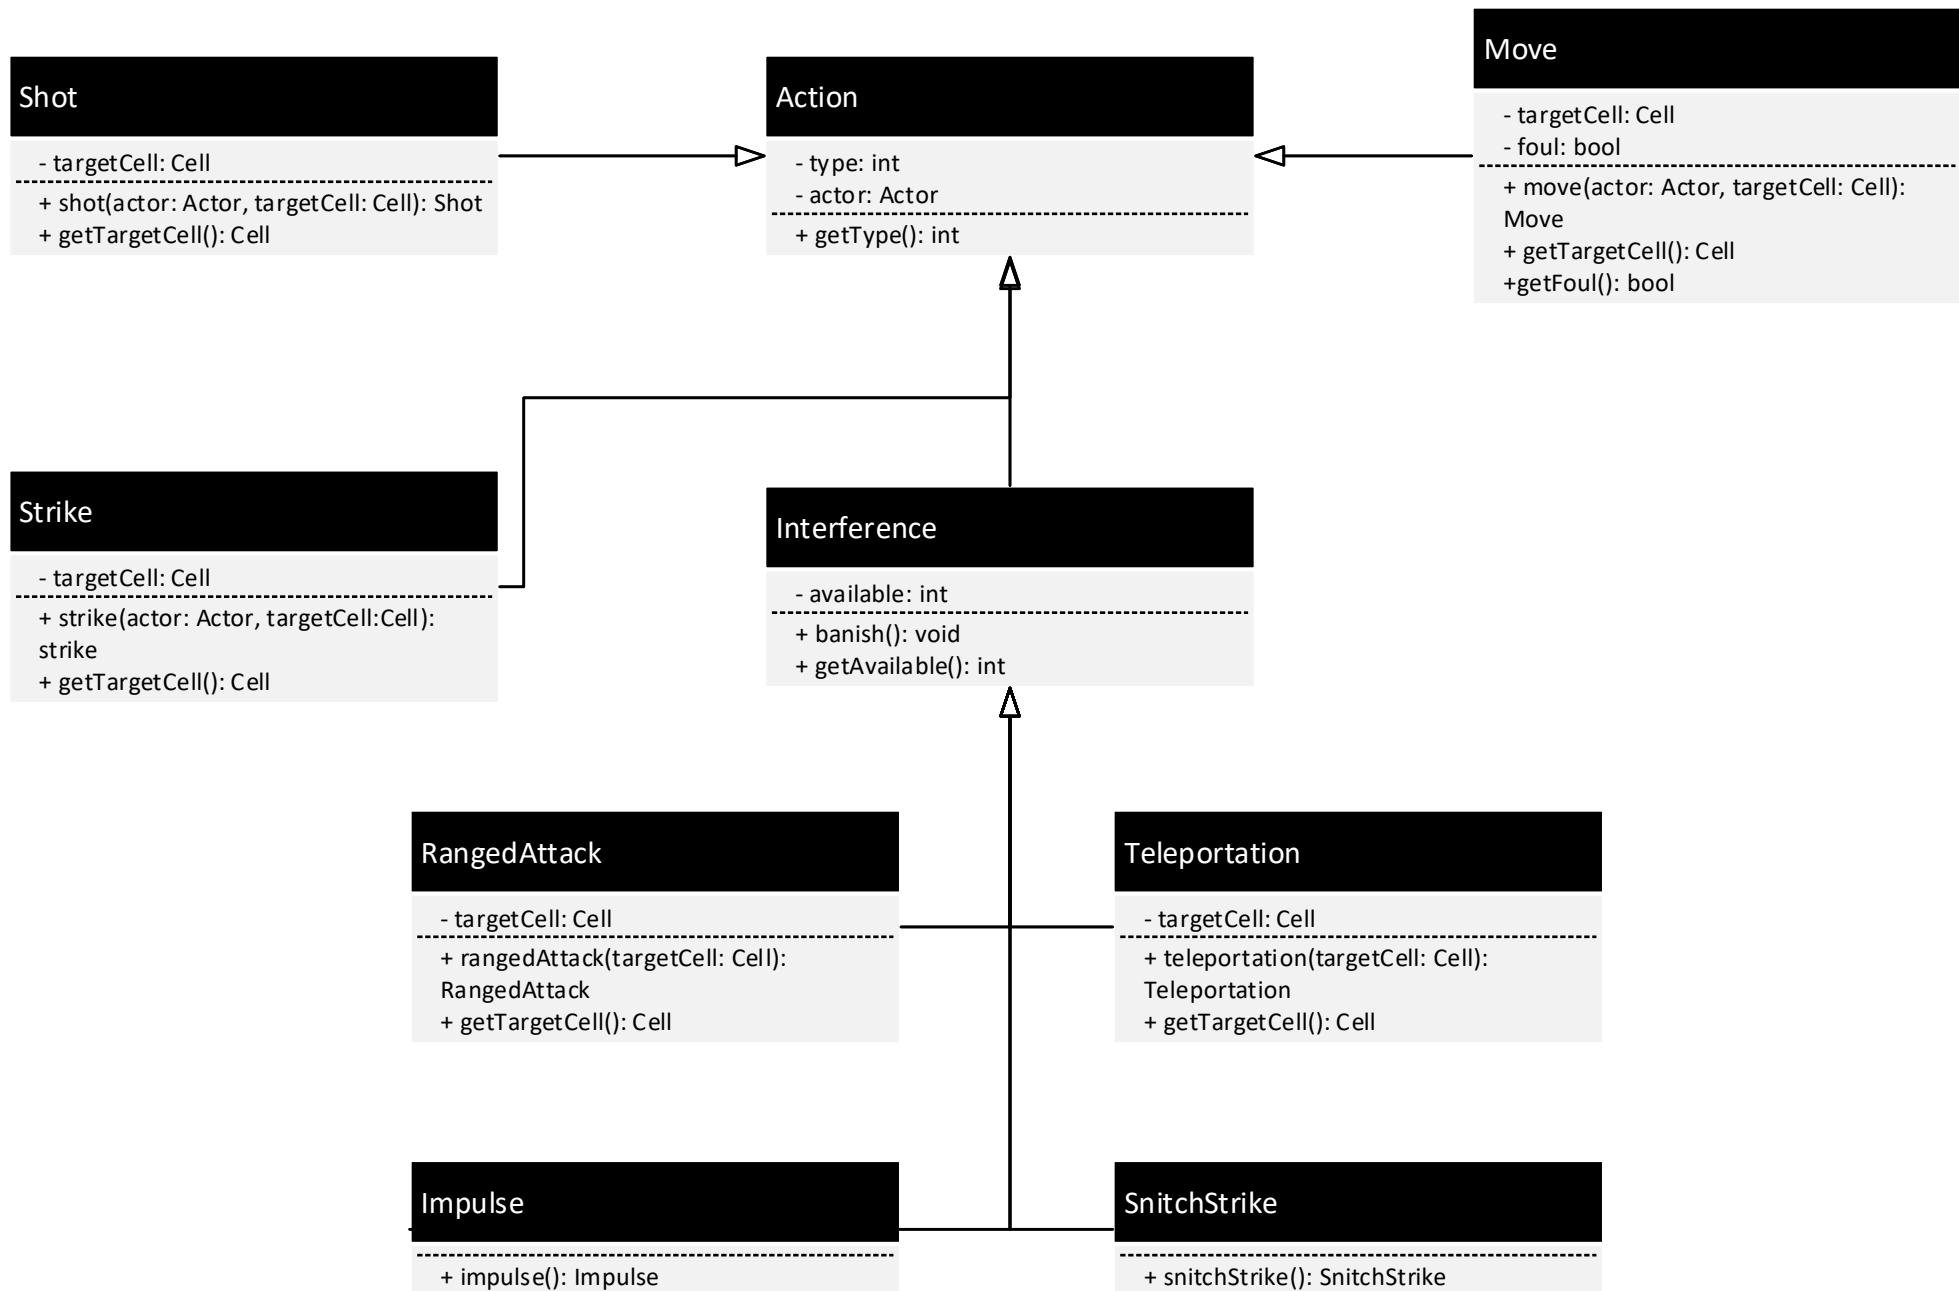 Shot
- targetCell: Cell
+ shot(actor: Actor, targetCell: Cell): Shot
+ getTargetCell(): Cell
Action
- type: int
- actor: Actor
+ getType(): int
Move
- targetCell: Cell
- foul: bool
+ move(actor: Actor, targetCell: Cell):
Move
+ getTargetCell(): Cell
+getFoul(): bool
Strike
- targetCell: Cell
+ strike(actor: Actor, targetCell:Cell):
strike
+ getTargetCell(): Cell
Interference
- available: int
+ banish(): void
+ getAvailable(): int
RangedAttack
- targetCell: Cell
+ rangedAttack(targetCell: Cell):
RangedAttack
+ getTargetCell(): Cell
Teleportation
- targetCell: Cell
+ teleportation(targetCell: Cell):
Teleportation
+ getTargetCell(): Cell
Impulse
+ impulse(): Impulse
SnitchStrike
+ snitchStrike(): SnitchStrike